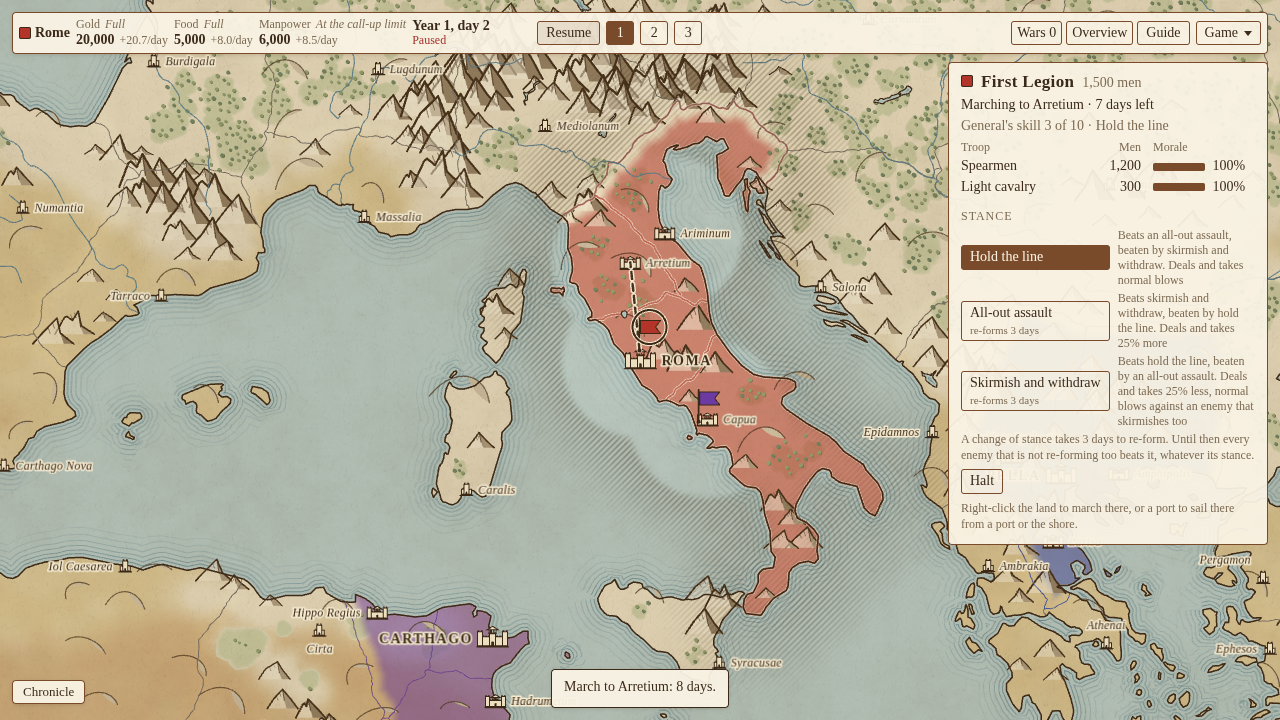 Rome
Gold Full
20,000 +20.7/day
Food Full
5,000 +8.0/day
Manpower At the call-up limit
6,000 +8.5/day
Year 1, day 2
Paused
Resume
1
2
3
Wars 0
Overview
Guide
Game
First Legion 1,500 men
Marching to Arretium · 7 days left
General's skill 3 of 10 · Hold the line
Troop Men Morale
Spearmen 1,200 100%
Light cavalry 300 100%
STANCE
Hold the line
Beats an all-out assault,
beaten by skirmish and
withdraw. Deals and takes
normal blows
All-out assault
re-forms 3 days
Beats skirmish and
withdraw, beaten by hold
the line. Deals and takes
25% more
Skirmish and withdraw
re-forms 3 days
Beats hold the line, beaten
by an all-out assault. Deals
and takes 25% less, normal
blows against an enemy that
skirmishes too
A change of stance takes 3 days to re-form. Until then every
enemy that is not re-forming too beats it, whatever its stance.
Halt
Right-click the land to march there, or a port to sail there
from a port or the shore.
Burdigala
Lugdunum
Mediolanum
Numantia
Massalia
Ariminum
Arretium
Tarraco
Salona
ROMA
Capua
Epidamnos
Carthago Nova
Caralis
Iol Caesarea
Ambrakia
Pergamon
Hippo Regius
CARTHAGO
Cirta
Athenai
Ephesos
Syracusae
Hadrum
March to Arretium: 8 days.
Chronicle